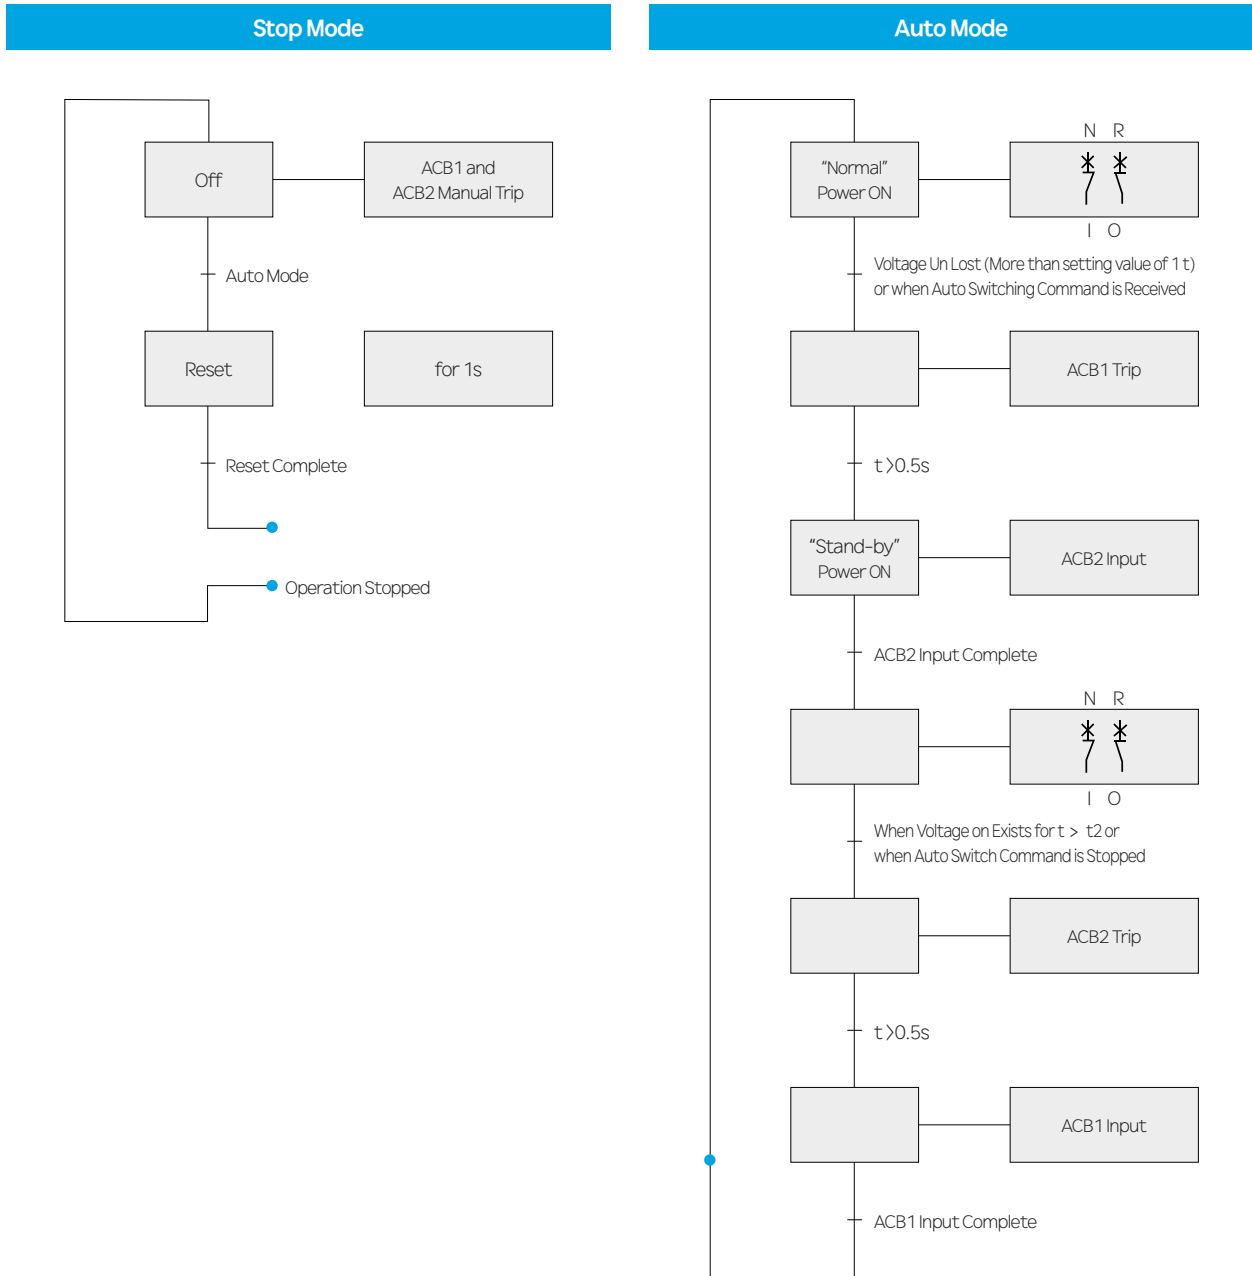 Stop Mode
Off
ACB1 and
ACB2 Manual Trip
Auto Mode
Reset
for 1s
Reset Complete
Operation Stopped
Auto Mode
"Normal"
Power ON
N R
I O
Voltage Un Lost (More than setting value of 1 t)
or when Auto Switching Command is Received
ACB1 Trip
t〉0.5s
"Stand-by"
Power ON
ACB2 Input
ACB2 Input Complete
N R
I O
When Voltage on Exists for t > t2 or
when Auto Switch Command is Stopped
ACB2 Trip
t〉0.5s
ACB1 Input
ACB1 Input Complete